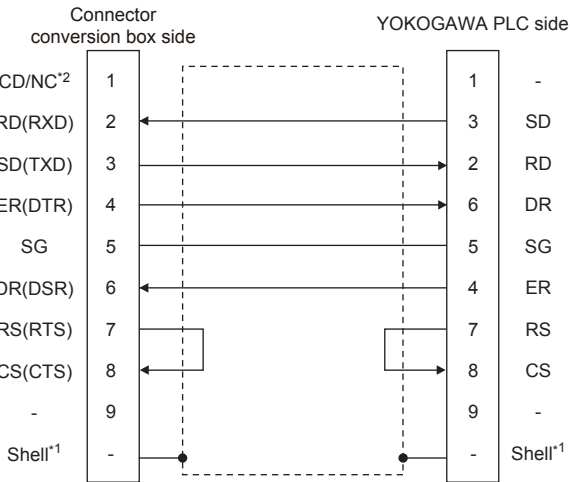 Connector
conversion box side
YOKOGAWA PLC side
CD/NC*2 1 1 -
RD(RXD) 2 3 SD
SD(TXD) 3 2 RD
ER(DTR) 4 6 DR
SG 5 5 SG
DR(DSR) 6 4 ER
RS(RTS) 7 7 RS
CS(CTS) 8 8 CS
- 9 9 -
Shell*1 - - Shell*1